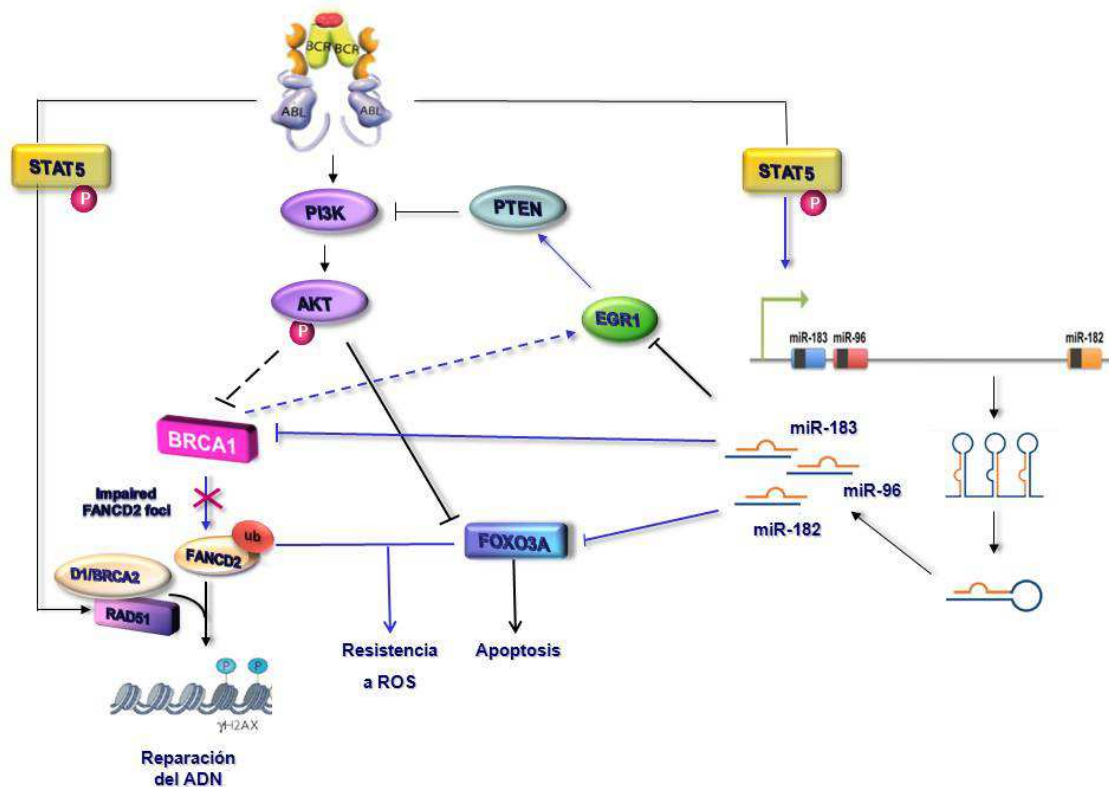 BCR BCR
ABL ABL
STAT5
P
STAT5
P
PI3K
PTEN
AKT
P
EGR1
miR-183 miR-96 miR-182
BRCA1
miR-183
miR-96
miR-182
Impaired
FANCD2 foci
ub
FANCD2
FOXO3A
D1/BRCA2
RAD51
Resistencia
a ROS
Apoptosis
P P
γH2AX
Reparación
del ADN